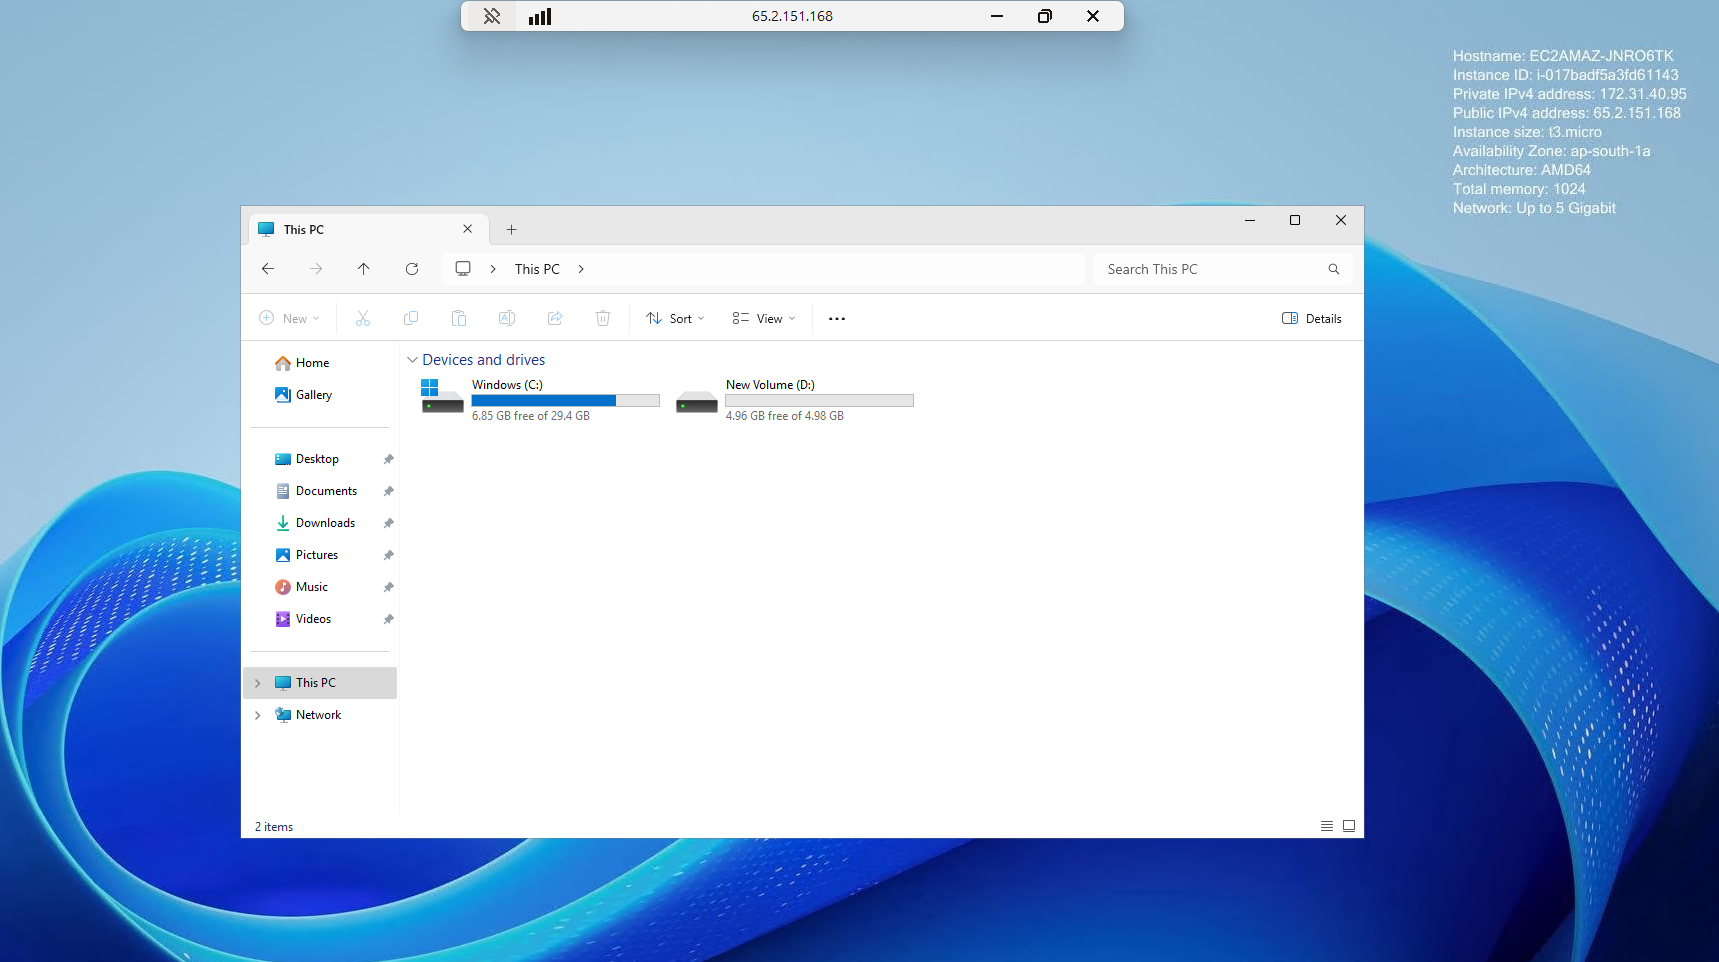 65.2.151.168
Hostname: EC2AMAZ-JNRO6TK
Instance ID: i-017badf5a3fd61143
Private IPv4 address: 172.31.40.95
Public IPv4 address: 65.2.151.168
Instance size: t3.micro
Availability Zone: ap-south-1a
Architecture: AMD64
Total memory: 1024
Network: Up to 5 Gigabit
This PC
This PC
Search This PC
New
Sort
View
Details
Home
Gallery
Desktop
Documents
Downloads
Pictures
Music
Videos
This PC
Network
Devices and drives
Windows (C:)
6.85 GB free of 29.4 GB
New Volume (D:)
4.96 GB free of 4.98 GB
2 items